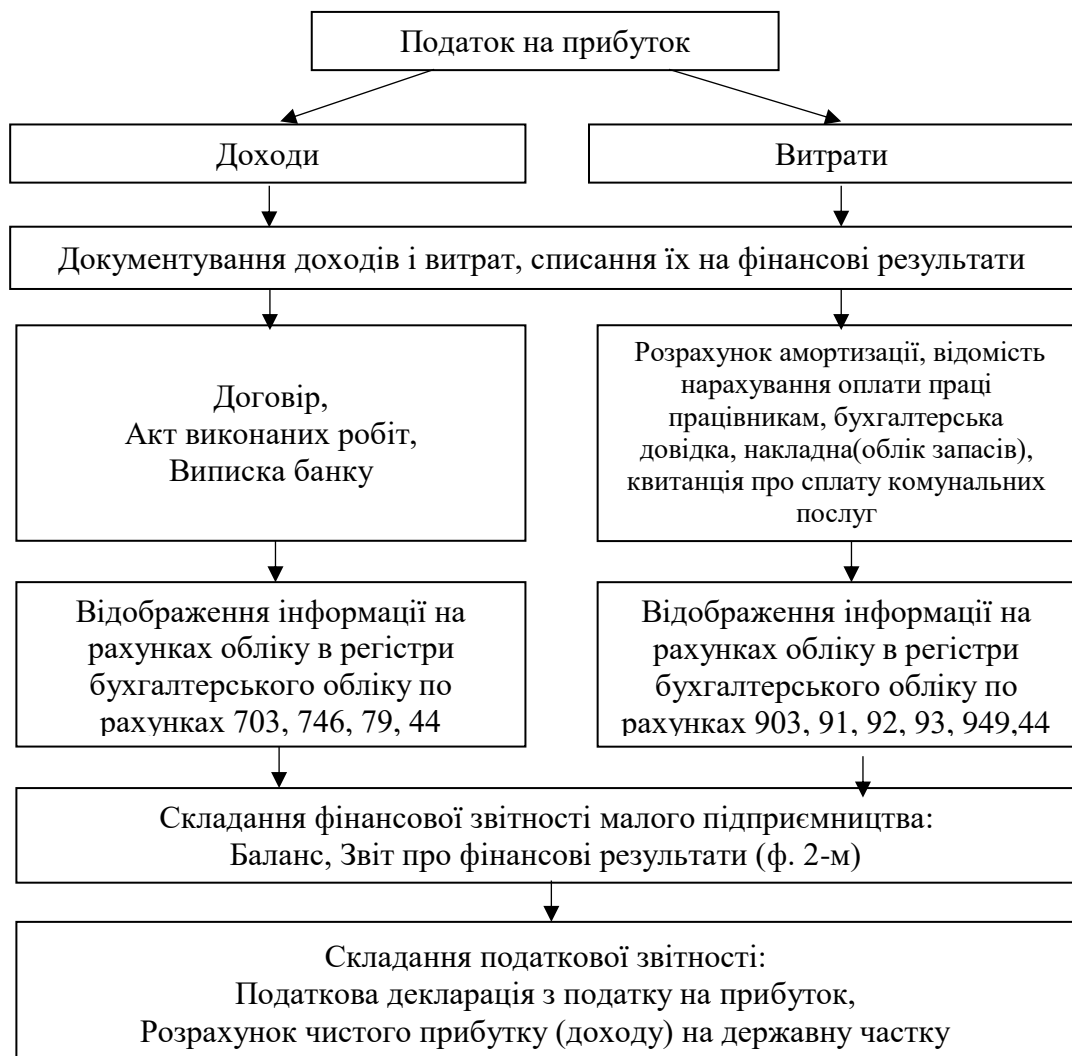 Податок на прибуток
Доходи
Витрати
Документування доходів і витрат, списання їх на фінансові результати
Договір,
Акт виконаних робіт,
Виписка банку
Розрахунок амортизації, відомість
нарахування оплати праці
працівникам, бухгалтерська
довідка, накладна(облік запасів),
квитанція про сплату комунальних
послуг
Відображення інформації на
рахунках обліку в регістри
бухгалтерського обліку по
рахунках 703, 746, 79, 44
Відображення інформації на
рахунках обліку в регістри
бухгалтерського обліку по
рахунках 903, 91, 92, 93, 949,44
Складання фінансової звітності малого підприємництва:
Баланс, Звіт про фінансові результати (ф. 2-м)
Складання податкової звітності:
Податкова декларація з податку на прибуток,
Розрахунок чистого прибутку (доходу) на державну частку